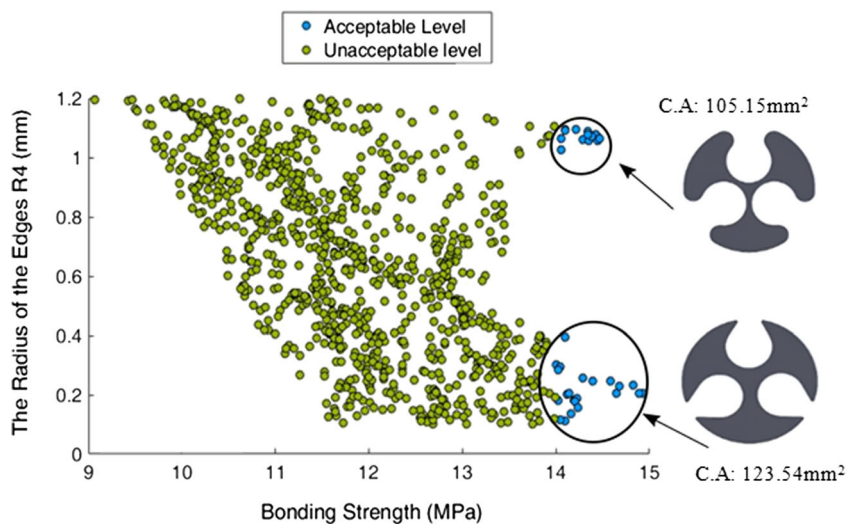 Acceptable Level
Unacceptable level
The Radius of the Edges R4 (mm)
1.2
1
0.8
0.6
0.4
0.2
0
9
10
11
12
13
14
15
Bonding Strength (MPa)
C.A: 105.15mm²
C.A: 123.54mm²